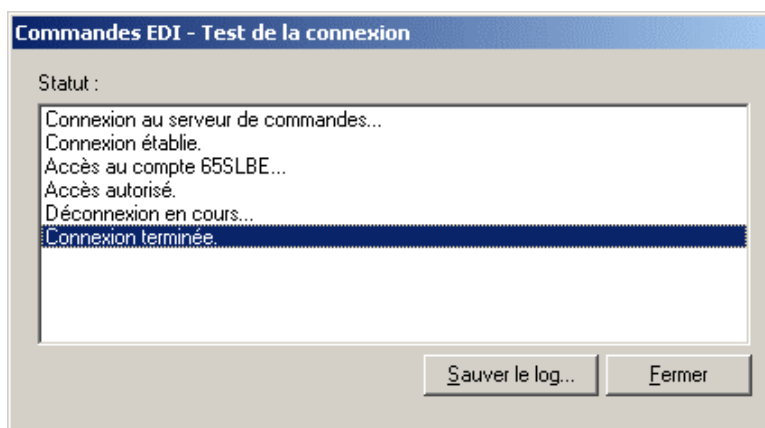 Commandes EDI - Test de la connexion
Statut :
Connexion au serveur de commandes...
Connexion établie.
Accès au compte 65SLBE...
Accès autorisé.
Déconnexion en cours...
Connexion terminée.
Sauver le log... Fermer